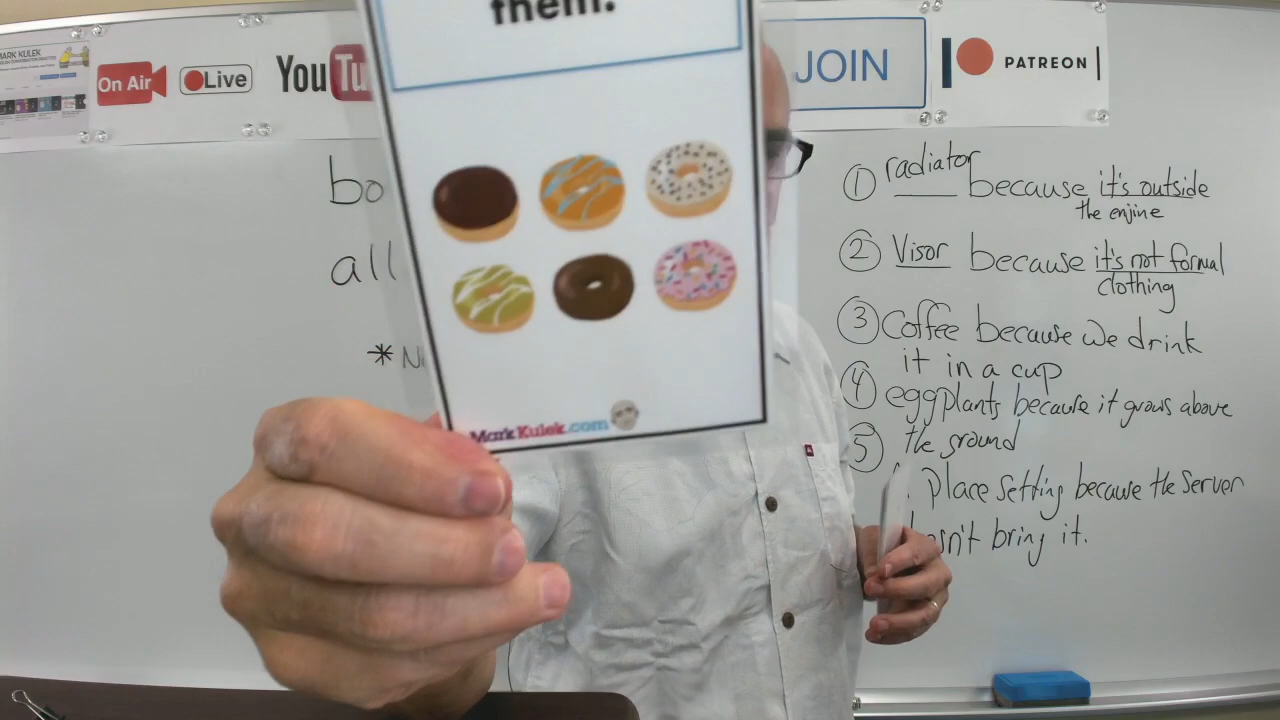 them.
MARK KULEK
On Air
Live
YouTu
JOIN
PATREON
bo
all
*
MarkKulek.com
① radiator because it's outside
the enjine
② Visor because it's not formal
clothing
③ Coffee because we drink
it in a cup
④ eggplants because it grows above
⑤ the ground
Place Setting because the server
bring it.